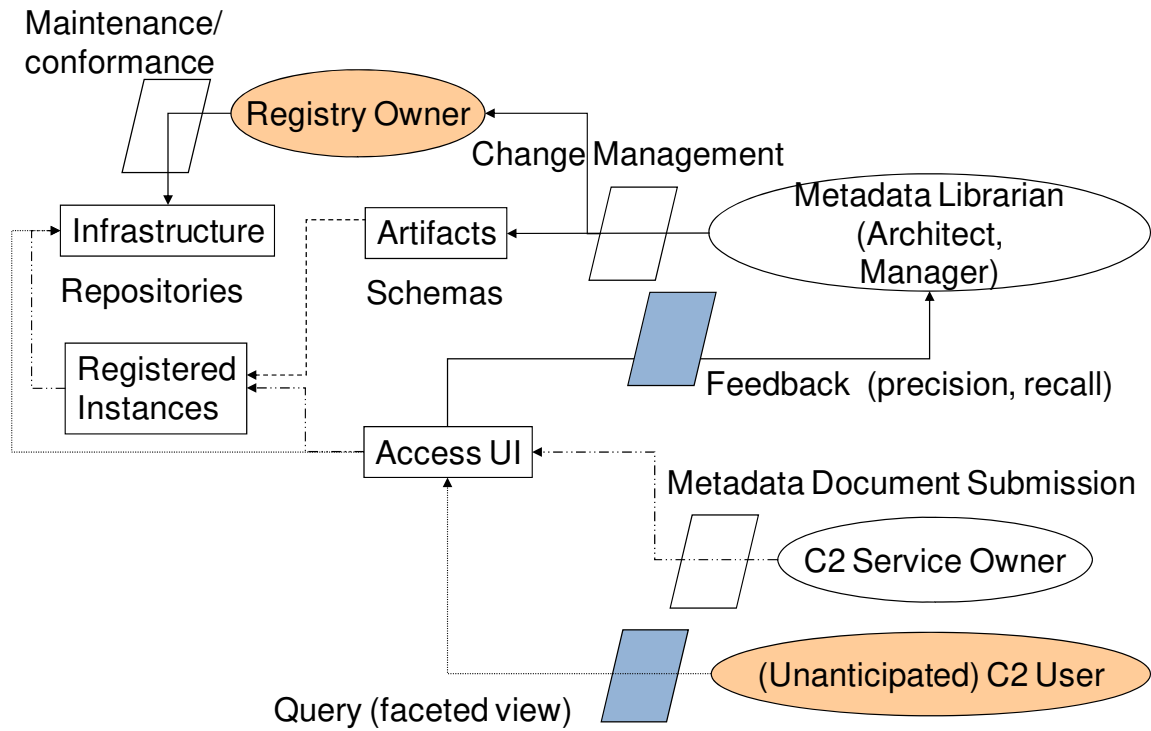 Maintenance/
conformance
Registry Owner
Change Management
Metadata Librarian
(Architect,
Manager)
Infrastructure
Artifacts
Repositories
Schemas
Registered
Instances
Feedback (precision, recall)
Access UI
Metadata Document Submission
C2 Service Owner
(Unanticipated) C2 User
Query (faceted view)